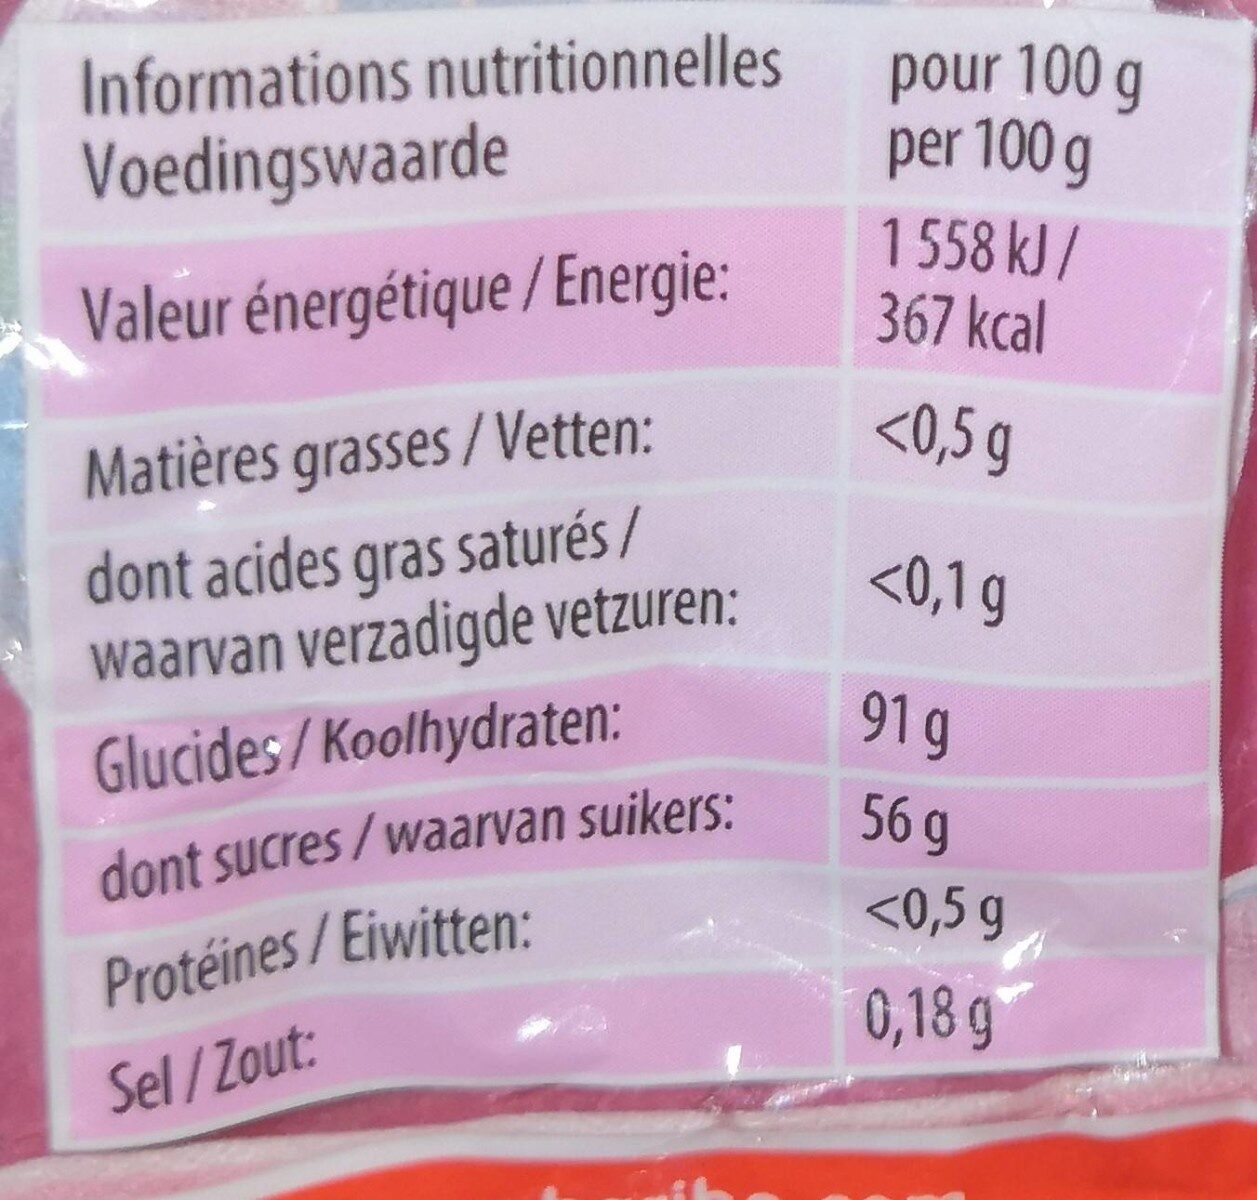 Informations nutritionnelles pour 100 g
Voedingswaarde per 100 g
Valeur énergétique / Energie: 1 558 kJ /
367 kcal
Matières grasses / Vetten: <0,5 g
dont acides gras saturés /
waarvan verzadigde vetzuren: <0,1 g
Glucides / Koolhydraten: 91 g
dont sucres / waarvan suikers: 56 g
Protéines / Eiwitten: <0,5 g
Sel / Zout: 0,18 g